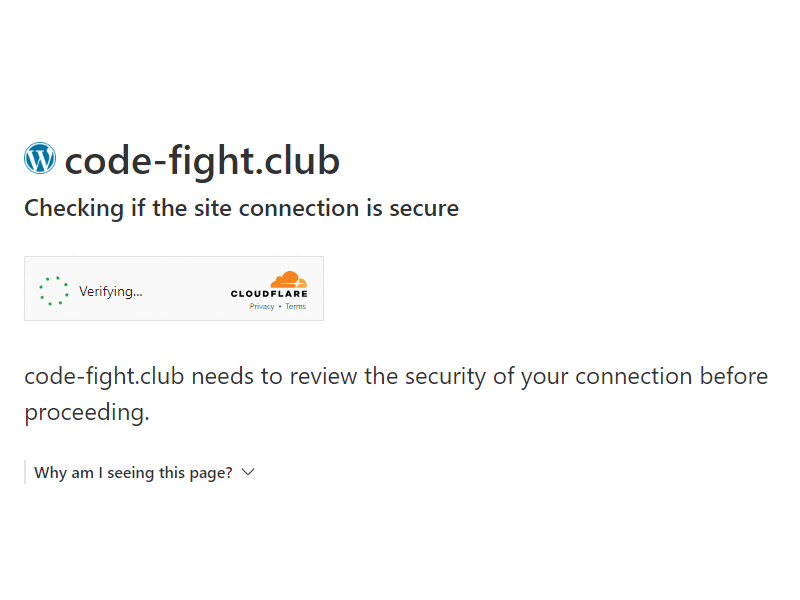 code-fight.club
Checking if the site connection is secure
Verifying...
CLOUDFLARE
Privacy • Terms
code-fight.club needs to review the security of your connection before
proceeding.
Why am I seeing this page?